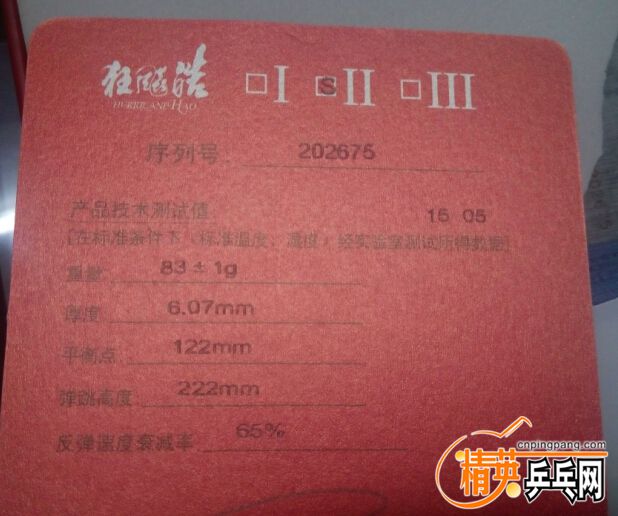 狂飚皓 □I SII □III
HURRICANE HAO
序列号: 202675
产品技术测试值 15 05
[在标准条件下(标准温度、湿度)经实验室测试所得数据]
重量 83±1g
厚度 6.07mm
平衡点 122mm
弹跳高度 222mm
反弹速度衰减率 65%
cnpingpang.com
精英乒乓网